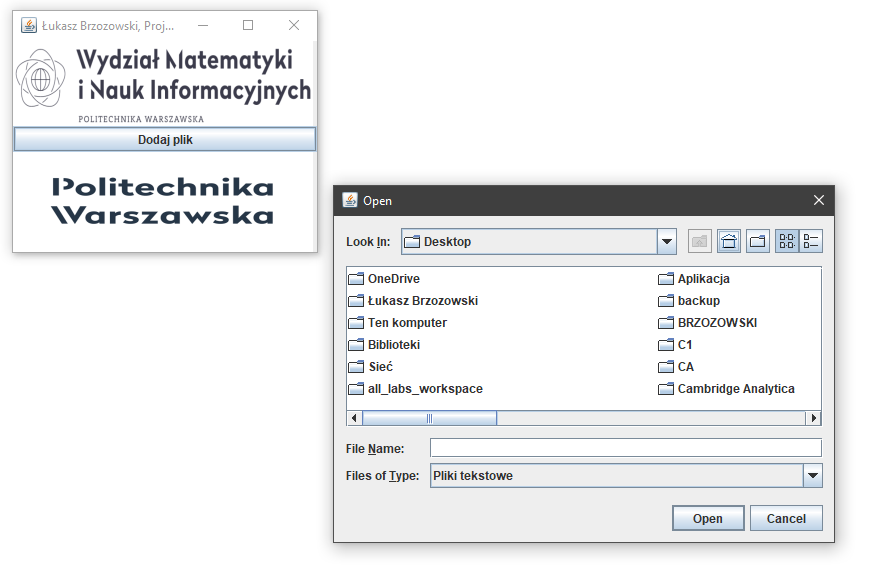 Łukasz Brzozowski, Proj...
Wydział Matematyki
i Nauk Informacyjnych
POLITECHNIKA WARSZAWSKA
Dodaj plik
Politechnika
Warszawska
Open
Look In: Desktop
OneDrive Aplikacja
Łukasz Brzozowski backup
Ten komputer BRZOZOWSKI
Biblioteki C1
Sieć CA
all_labs_workspace Cambridge Analytica
File Name:
Files of Type: Pliki tekstowe
Open Cancel